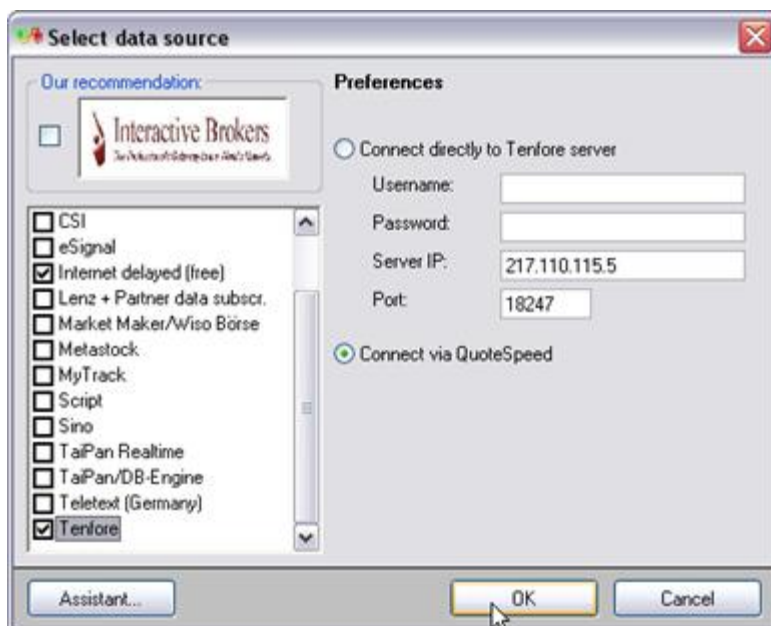 Select data source
Our recommendation:
Interactive Brokers
Preferences
Connect directly to Tenfore server
Username:
Password:
Server IP: 217.110.115.5
Port: 18247
Connect via QuoteSpeed
CSI
eSignal
Internet delayed (free)
Lenz + Partner data subscr.
Market Maker/Wiso Börse
Metastock
MyTrack
Script
Sino
TaiPan Realtime
TaiPan/DB-Engine
Teletext (Germany)
Tenfore
Assistant...
OK
Cancel